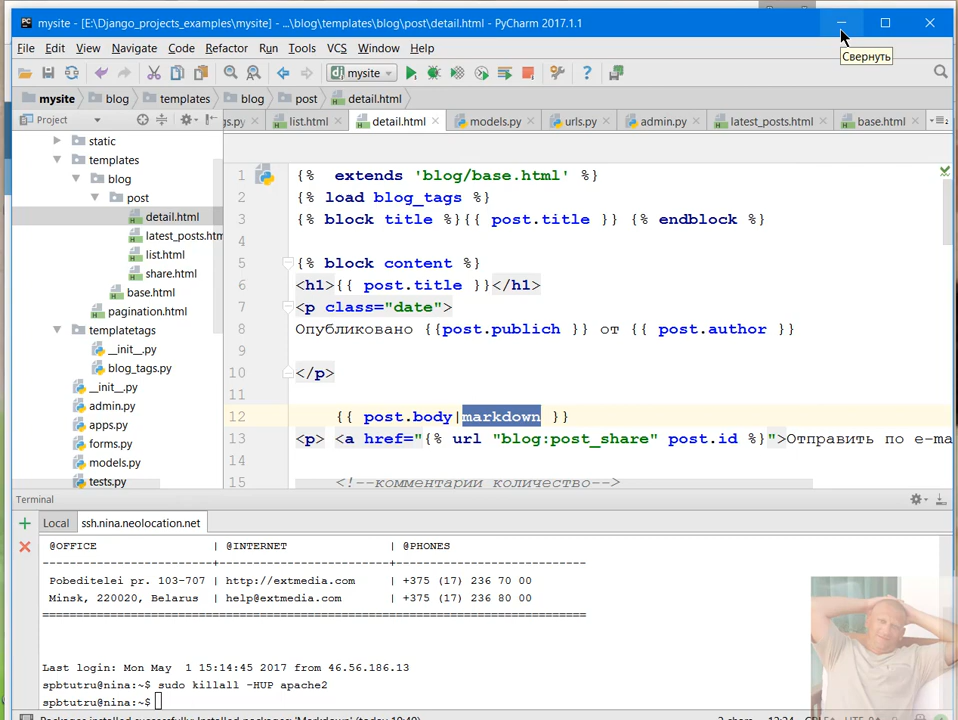 mysite - [E:\Django_projects_examples\mysite] - ...\blog\templates\blog\post\detail.html - PyCharm 2017.1.1
File Edit View Navigate Code Refactor Run Tools VCS Window Help
Свернуть
mysite
mysite blog templates blog post detail.html
Project
gs.py list.html detail.html models.py urls.py admin.py latest_posts.html base.html
static
templates
blog
post
detail.html
latest_posts.htm
list.html
share.html
base.html
pagination.html
templatetags
__init__.py
blog_tags.py
__init__.py
admin.py
apps.py
forms.py
models.py
tests.py
1 {%  extends 'blog/base.html' %}
2 {% load blog_tags %}
3 {% block title %}{{ post.title }} {% endblock %}
4
5 {% block content %}
6 <h1>{{ post.title }}</h1>
7 <p class="date">
8 Опубликовано {{post.publich }} от {{ post.author }}
9
10 </p>
11
12 {{ post.body|markdown }}
13 <p> <a href="{% url "blog:post_share" post.id %}">Отправить по e-ma
14
15 <!--комментарии количество-->
Terminal
Local ssh.nina.neolocation.net
@OFFICE | @INTERNET | @PHONES
Pobeditelei pr. 103-707 | http://extmedia.com | +375 (17) 236 70 00
Minsk, 220020, Belarus | help@extmedia.com | +375 (17) 236 80 00
Last login: Mon May  1 15:14:45 2017 from 46.56.186.13
spbtutru@nina:~$ sudo killall -HUP apache2
spbtutru@nina:~$